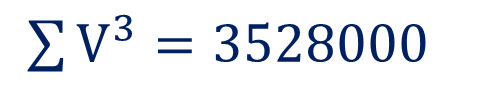 ∑ V³ = 3528000